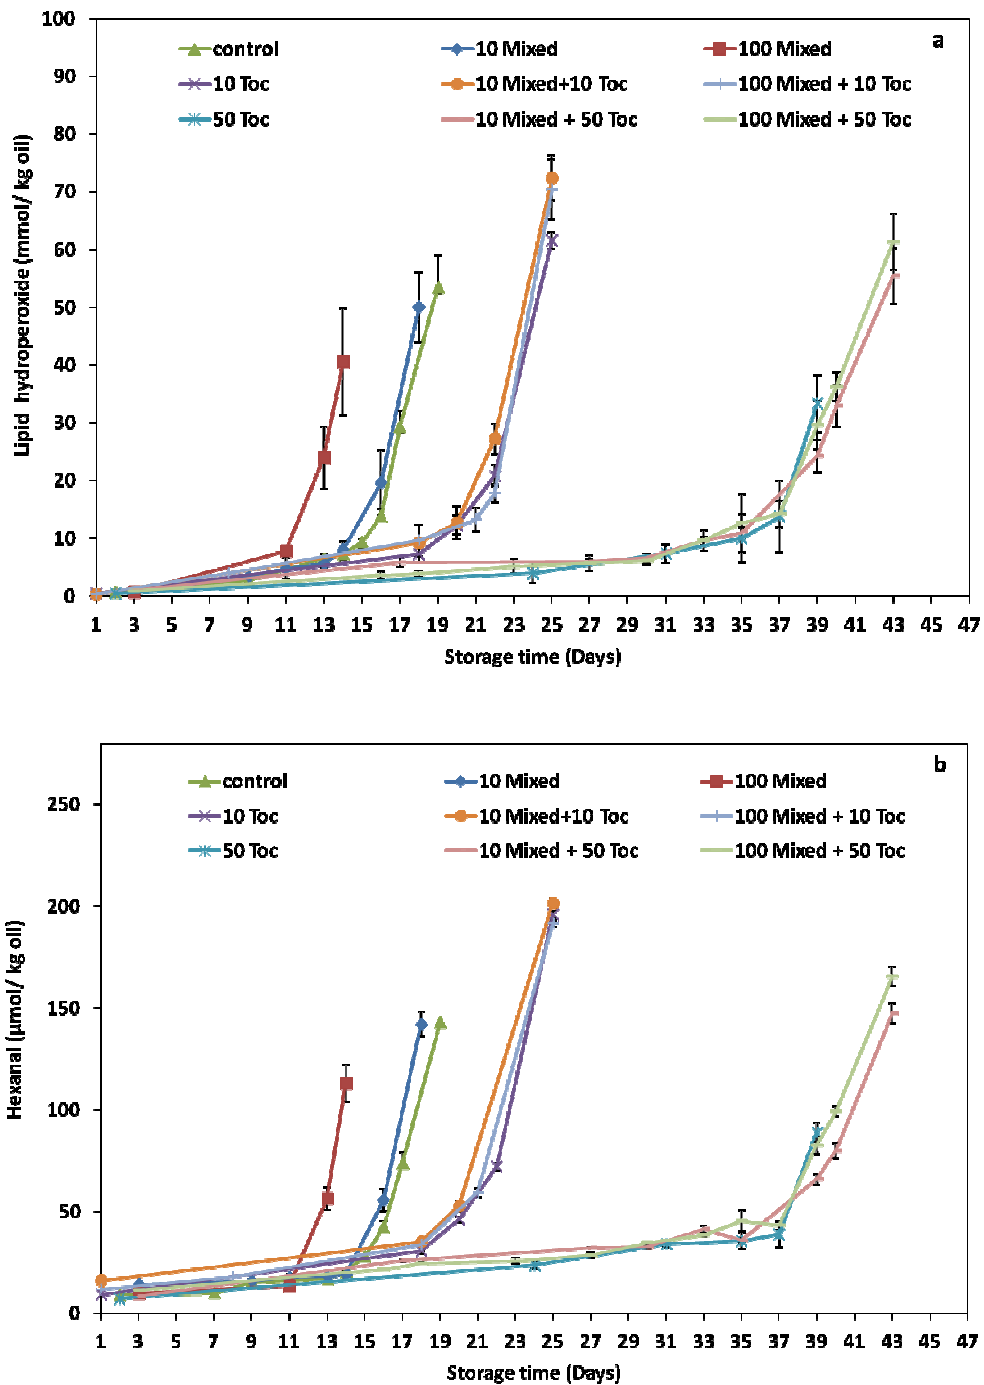 a
control 10 Mixed 100 Mixed
10 Toc 10 Mixed+10 Toc 100 Mixed + 10 Toc
50 Toc 10 Mixed + 50 Toc 100 Mixed + 50 Toc
Lipid hydroperoxide (mmol/ kg oil)
100
90
80
70
60
50
40
30
20
10
0
1 3 5 7 9 11 13 15 17 19 21 23 25 27 29 31 33 35 37 39 41 43 45 47
Storage time (Days)
b
control 10 Mixed 100 Mixed
10 Toc 10 Mixed+10 Toc 100 Mixed + 10 Toc
50 Toc 10 Mixed + 50 Toc 100 Mixed + 50 Toc
Hexanal (µmol/ kg oil)
250
200
150
100
50
0
1 3 5 7 9 11 13 15 17 19 21 23 25 27 29 31 33 35 37 39 41 43 45 47
Storage time (Days)